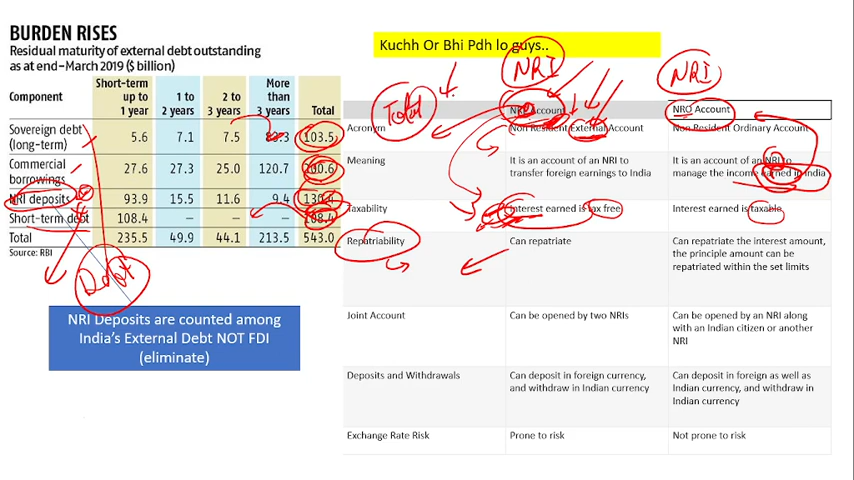 BURDEN RISES
Residual maturity of external debt outstanding
as at end–March 2019 ($ billion)
Component Short-term up to 1 year 1 to 2 years 2 to 3 years More than 3 years Total
Sovereign debt (long-term) 5.6 7.1 7.5 83.3 103.5
Commercial borrowings 27.6 27.3 25.0 120.7 200.6
NRI deposits 93.9 15.5 11.6 9.4 130.4
Short-term debt 108.4 – – – 108.4
Total 235.5 49.9 44.1 213.5 543.0
Source: RBI
Debt
NRI Deposits are counted among
India's External Debt NOT FDI
(eliminate)
Kuchh Or Bhi Pdh lo guys..
NRI NRI
Total
Account NRO Account
Acronym Non Resident External Account Non Resident Ordinary Account
Meaning It is an account of an NRI to It is an account of an NRI to
transfer foreign earnings to India manage the income earned in India
Taxability Interest earned is tax free Interest earned is taxable
Repatriability Can repatriate Can repatriate the interest amount,
the principle amount can be
repatriated within the set limits
Joint Account Can be opened by two NRIs Can be opened by an NRI along
with an Indian citizen or another
NRI
Deposits and Withdrawals Can deposit in foreign currency, Can deposit in foreign as well as
and withdraw in Indian currency Indian currency, and withdraw in
Indian currency
Exchange Rate Risk Prone to risk Not prone to risk